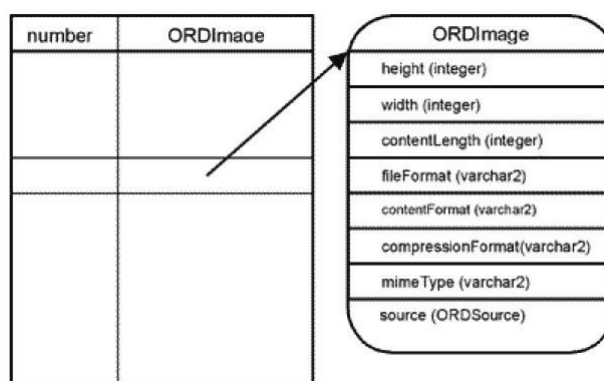 number ORDImage
ORDImage
height (integer)
width (integer)
contentLength (integer)
fileFormat (varchar2)
contentFormat (varchar2)
compressionFormat(varchar2)
mimeType (varchar2)
source (ORDSource)